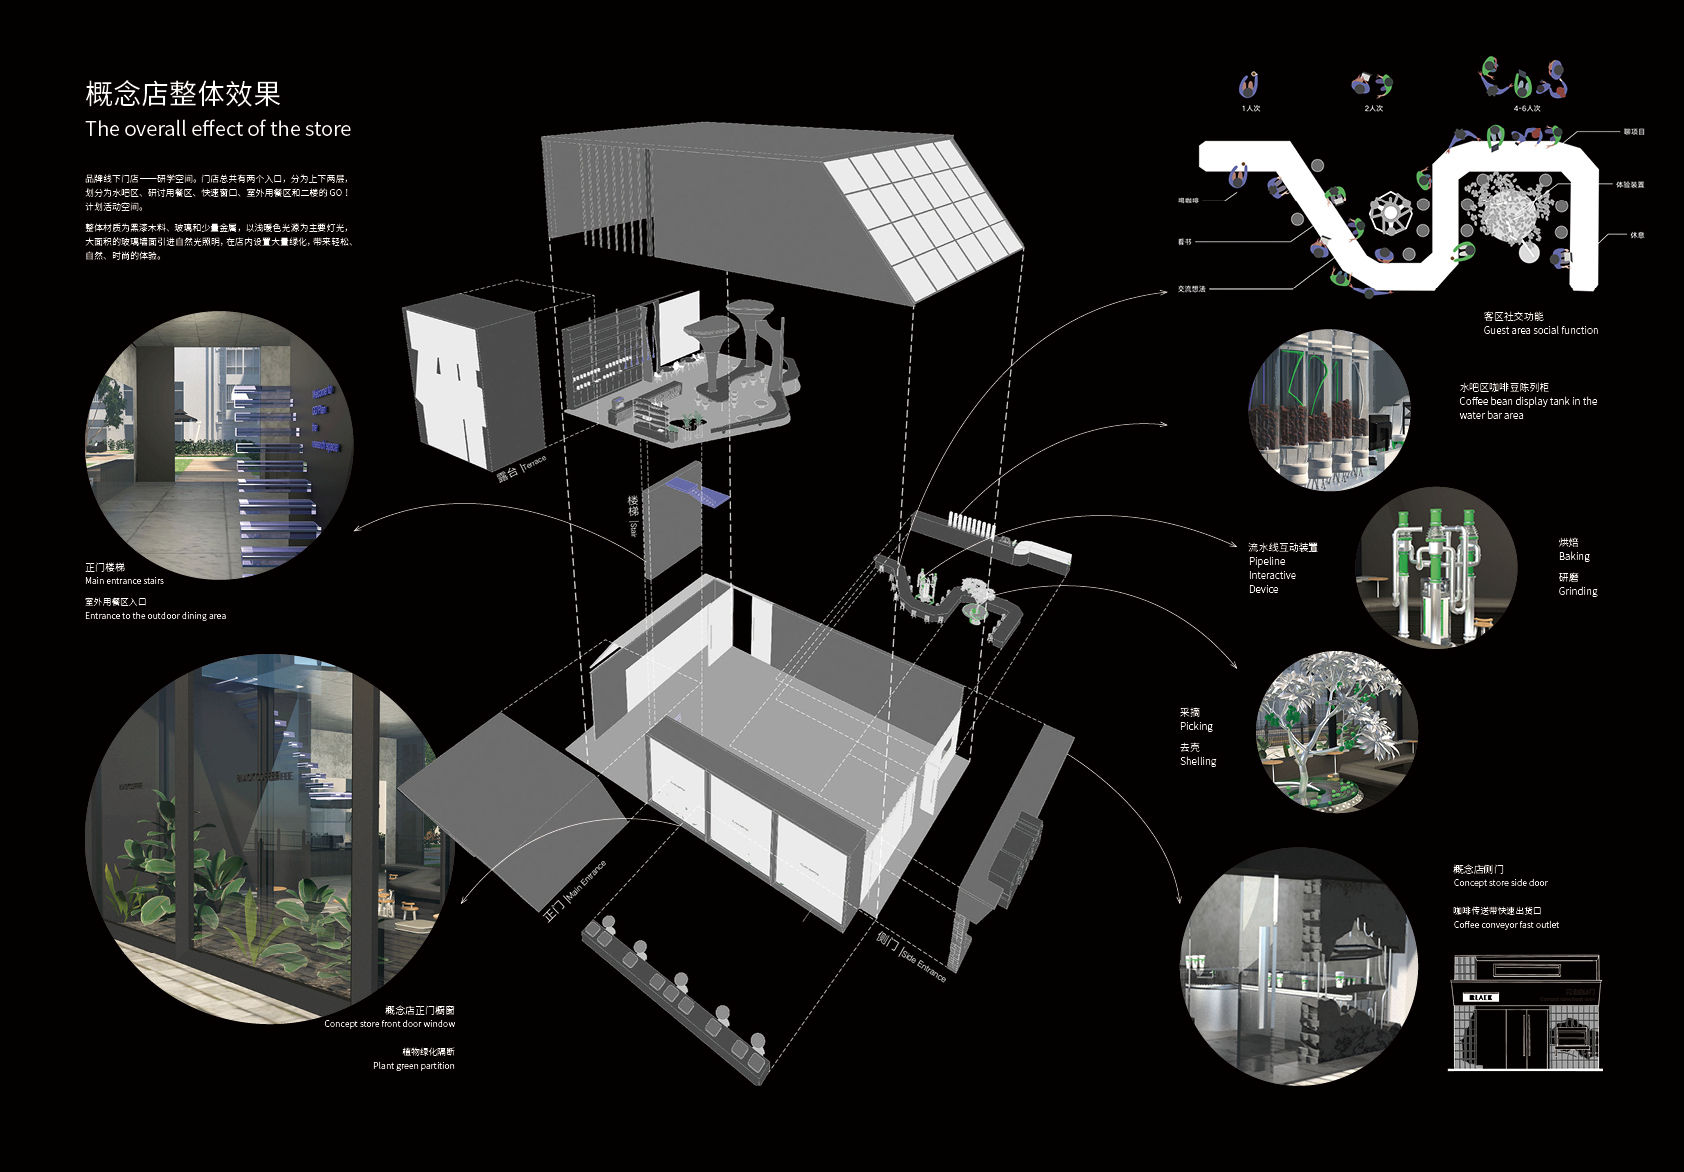 概念店整体效果
The overall effect of the store
品牌线下门店——研学空间。门店总共有两个入口，分为上下两层，
划分为水吧区、研讨用餐区、快速窗口、室外用餐区和二楼的 GO！
计划活动空间。
整体材质为黑漆木料、玻璃和少量金属，以浅暖色光源为主要灯光，
大面积的玻璃墙面引进自然光照明，在店内设置大量绿化，带来轻松、
自然、时尚的体验。
1人次
2人次
4-6人次
聊项目
体验装置
喝咖啡
休息
看书
交流想法
客区社交功能
Guest area social function
水吧区咖啡豆陈列柜
Coffee bean display tank in the
water bar area
露台 | Terrace
楼梯 | Stair
正门楼梯
Main entrance stairs
室外用餐区入口
Entrance to the outdoor dining area
流水线互动装置
Pipeline
Interactive
Device
烘焙
Baking
研磨
Grinding
采摘
Picking
去壳
Shelling
正门 | Main Entrance
侧门 | Side Entrance
概念店侧门
Concept store side door
咖啡传送带快速出货口
Coffee conveyor fast outlet
BLACK
概念店正门橱窗
Concept store front door window
植物绿化隔断
Plant green partition